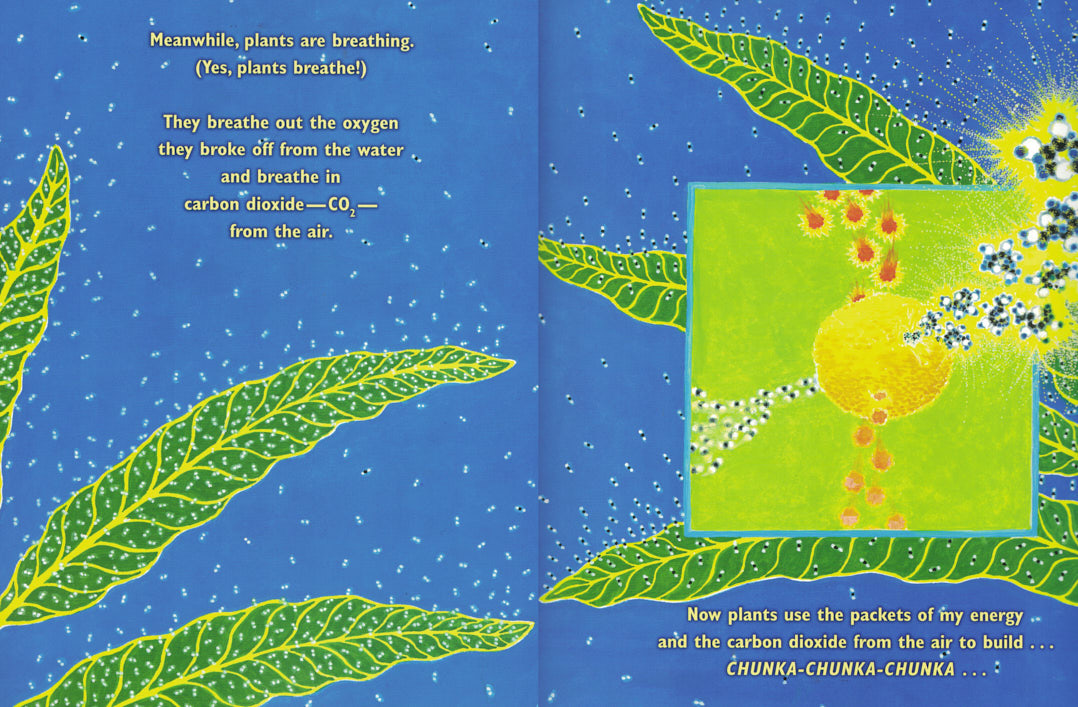 Meanwhile, plants are breathing.
(Yes, plants breathe!)
They breathe out the oxygen
they broke off from the water
and breathe in
carbon dioxide—CO₂—
from the air.
Now plants use the packets of my energy
and the carbon dioxide from the air to build . . .
CHUNKA-CHUNKA-CHUNKA . . .